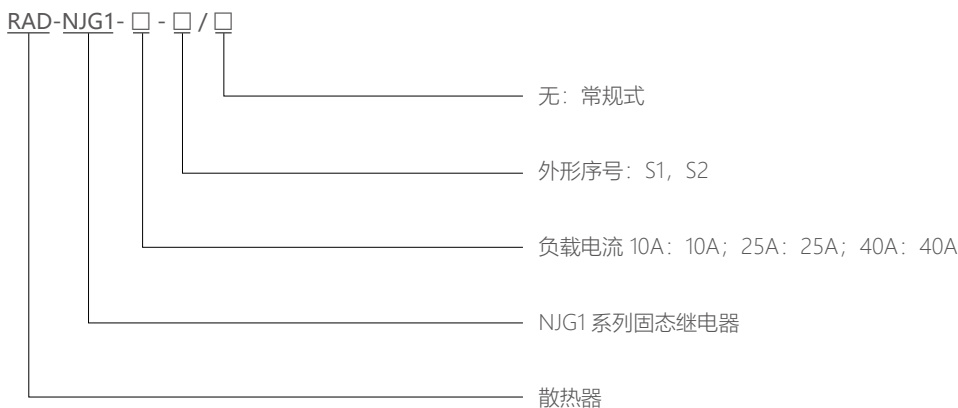 RAD-NJG1- □ - □ / □
无：常规式
外形序号：S1，S2
负载电流 10A：10A；25A：25A；40A：40A
NJG1 系列固态继电器
散热器